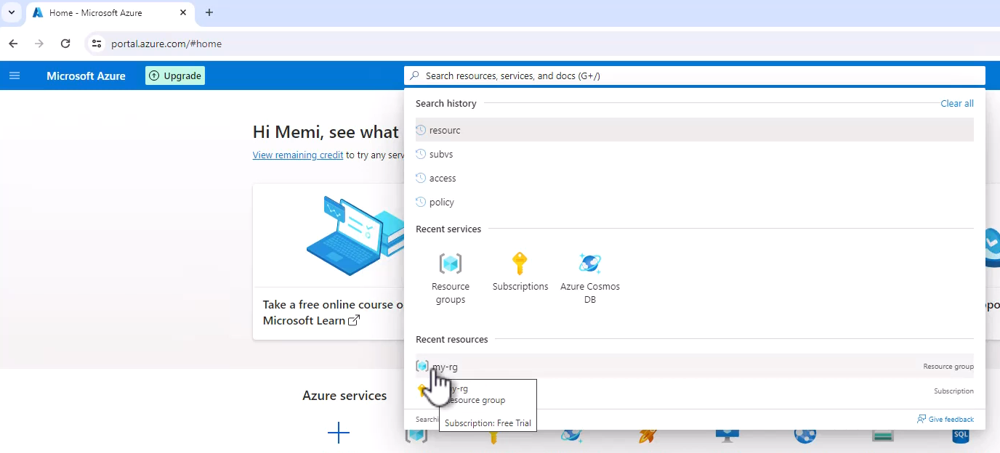 Home - Microsoft Azure
portal.azure.com/#home
Microsoft Azure
Upgrade
Search resources, services, and docs (G+/)
Search history
Clear all
resourc
subvs
access
policy
Hi Memi, see what
View remaining credit to try any serv
Recent services
Resource groups
Subscriptions
Azure Cosmos DB
Take a free online course o
Microsoft Learn
Recent resources
my-rg
Resource group
y-rg
Subscription
esource group
Subscription: Free Trial
Searchi
Give feedback
Azure services
SQL